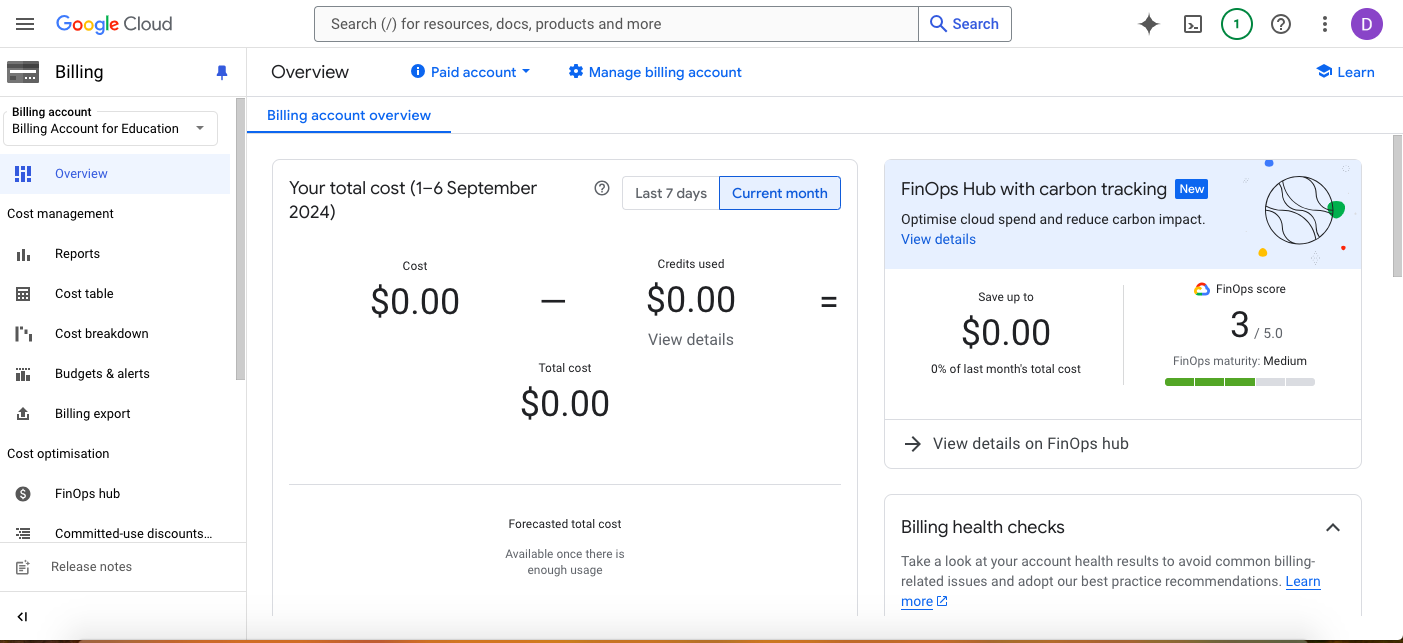 Google Cloud
Search (/) for resources, docs, products and more
Search
1
D
Billing
Overview
Paid account
Manage billing account
Learn
Billing account
Billing Account for Education
Overview
Cost management
Reports
Cost table
Cost breakdown
Budgets & alerts
Billing export
Cost optimisation
FinOps hub
Committed-use discounts...
Release notes
Billing account overview
Your total cost (1–6 September
2024)
Last 7 days
Current month
Cost
$0.00
—
Credits used
$0.00
View details
=
Total cost
$0.00
Forecasted total cost
Available once there is
enough usage
FinOps Hub with carbon tracking New
Optimise cloud spend and reduce carbon impact.
View details
Save up to
$0.00
0% of last month's total cost
FinOps score
3 / 5.0
FinOps maturity: Medium
View details on FinOps hub
Billing health checks
Take a look at your account health results to avoid common billing-
related issues and adopt our best practice recommendations. Learn
more